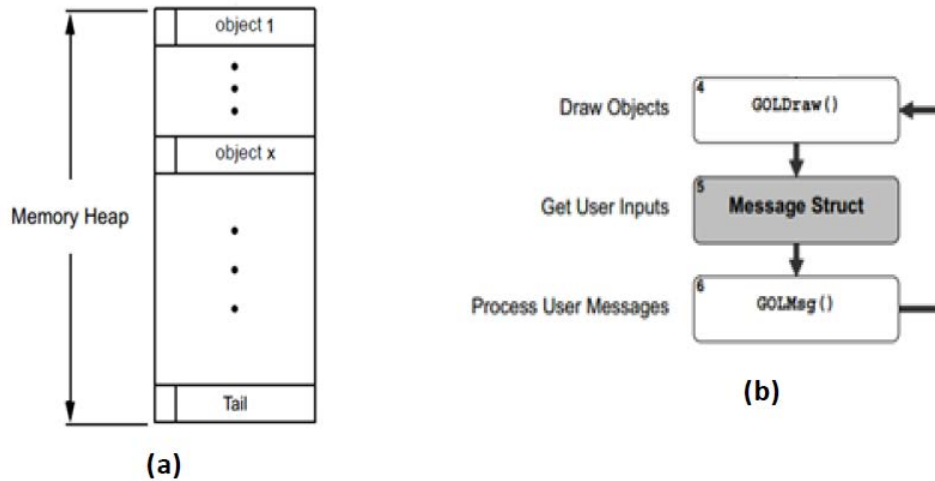 object 1
object x
Memory Heap
Tail
(a)
Draw Objects
4
GOLDraw()
Get User Inputs
5
Message Struct
Process User Messages
6
GOLMsg()
(b)